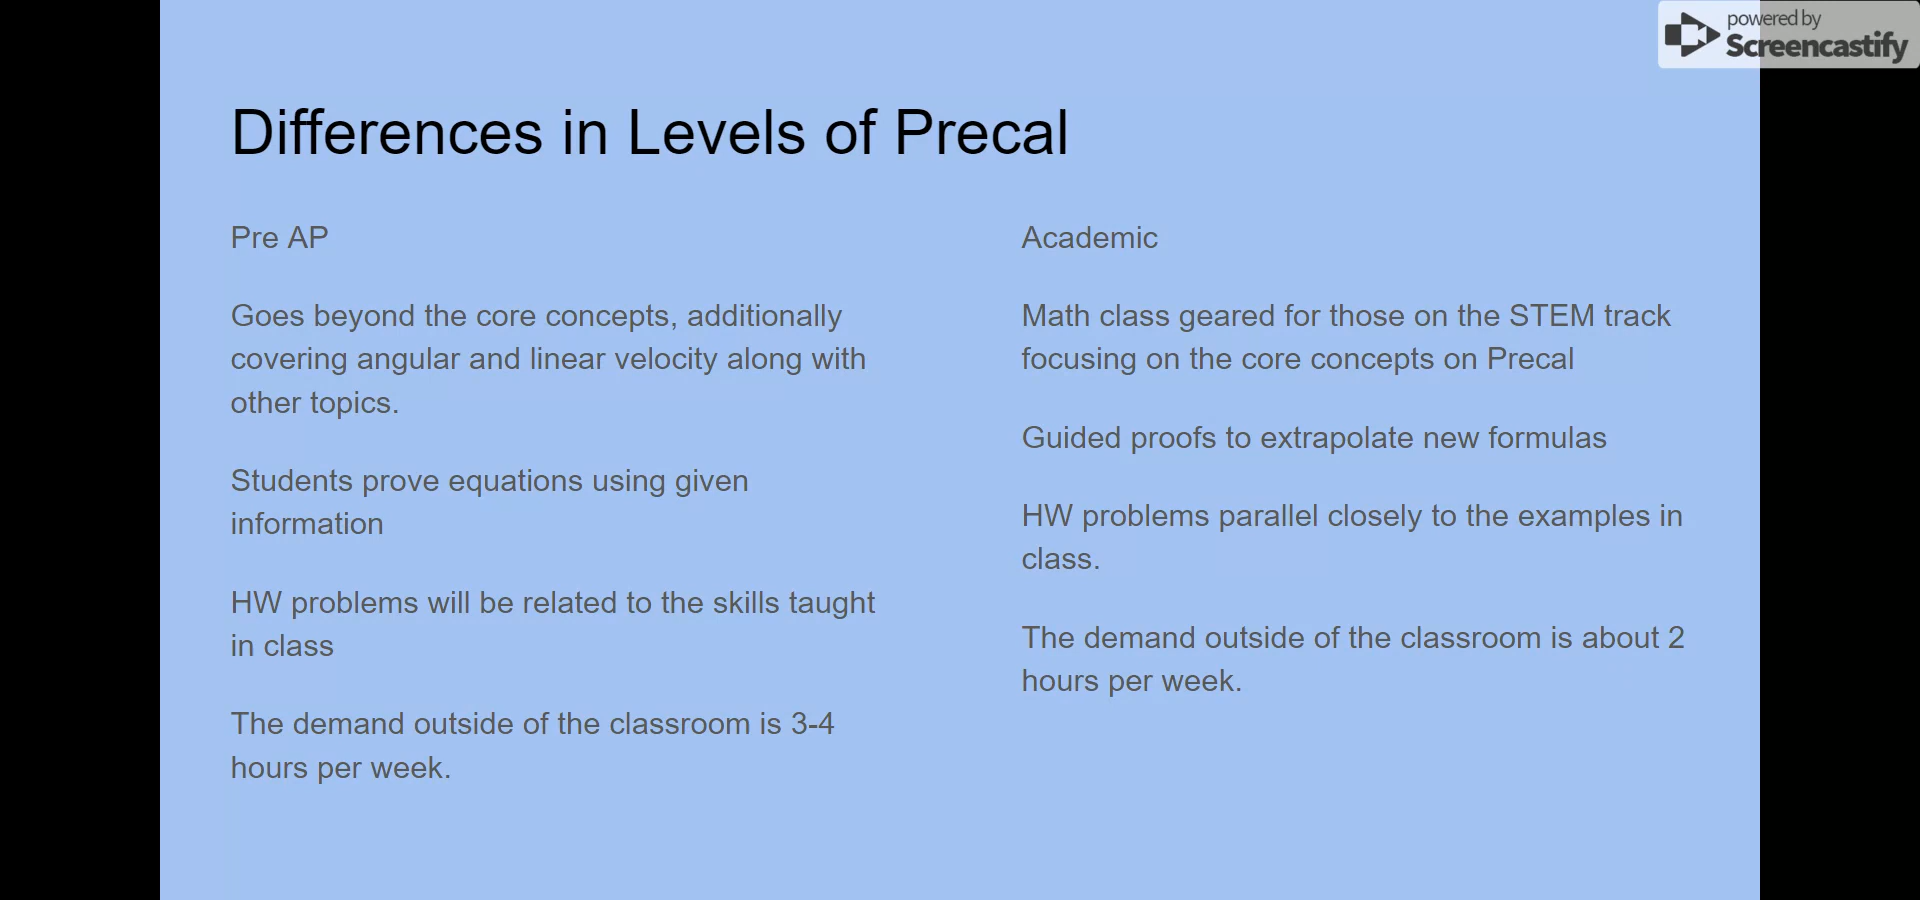 powered by
Screencastify
Differences in Levels of Precal
Pre AP
Goes beyond the core concepts, additionally
covering angular and linear velocity along with
other topics.
Students prove equations using given
information
HW problems will be related to the skills taught
in class
The demand outside of the classroom is 3-4
hours per week.
Academic
Math class geared for those on the STEM track
focusing on the core concepts on Precal
Guided proofs to extrapolate new formulas
HW problems parallel closely to the examples in
class.
The demand outside of the classroom is about 2
hours per week.